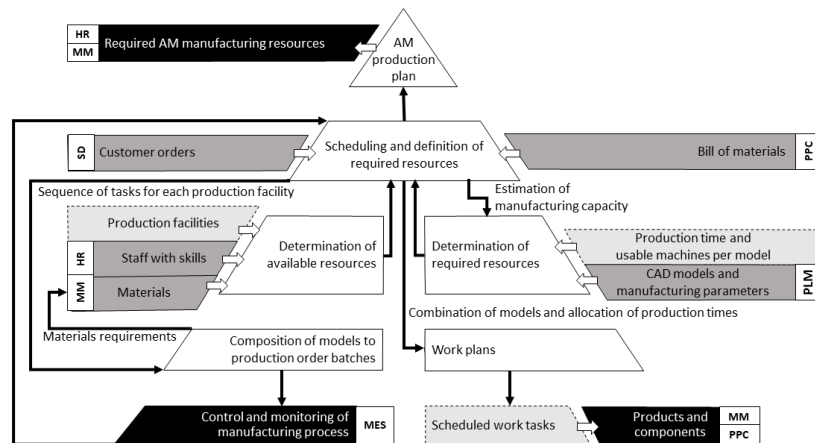 HR
MM
Required AM manufacturing resources
AM
production
plan
SD
Customer orders
Scheduling and definition of
required resources
Bill of materials
PPC
Sequence of tasks for each production facility
Estimation of
manufacturing capacity
Production facilities
HR
Staff with skills
MM
Materials
Determination of
available resources
Determination of
required resources
Production time and
usable machines per model
CAD models and
manufacturing parameters
PLM
Combination of models and allocation of production times
Materials requirements
Composition of models to
production order batches
Work plans
Control and monitoring of
manufacturing process
MES
Scheduled work tasks
Products and
components
MM
PPC